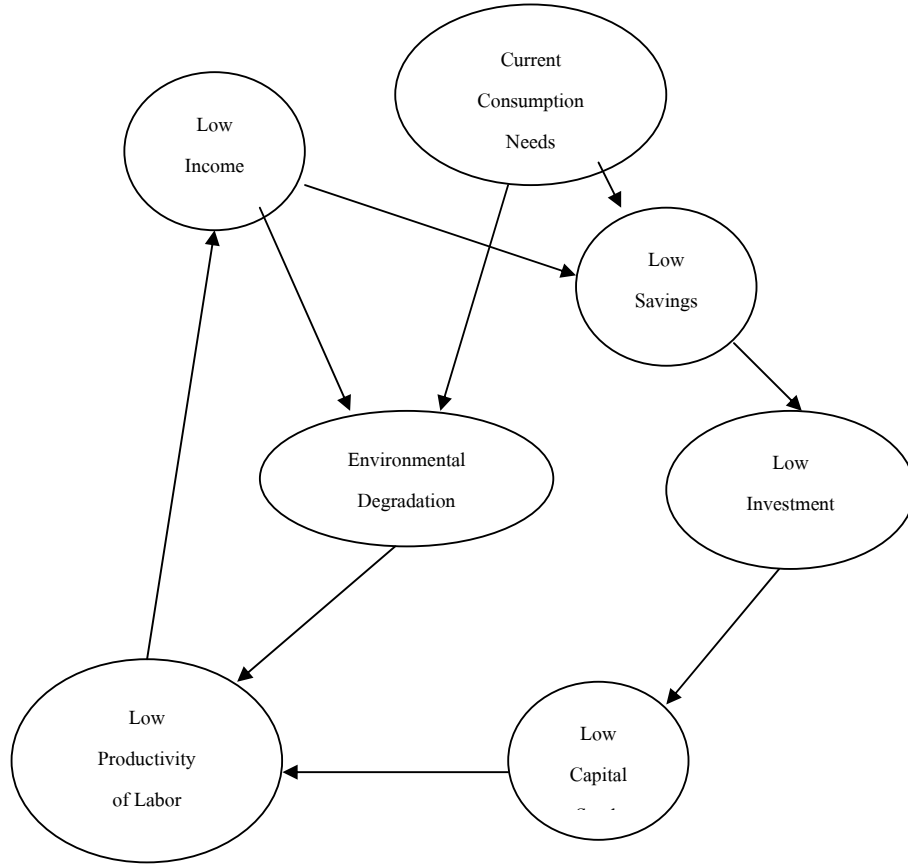 Current
Consumption
Needs
Low
Income
Low
Savings
Environmental
Degradation
Low
Investment
Low
Productivity
of Labor
Low
Capital